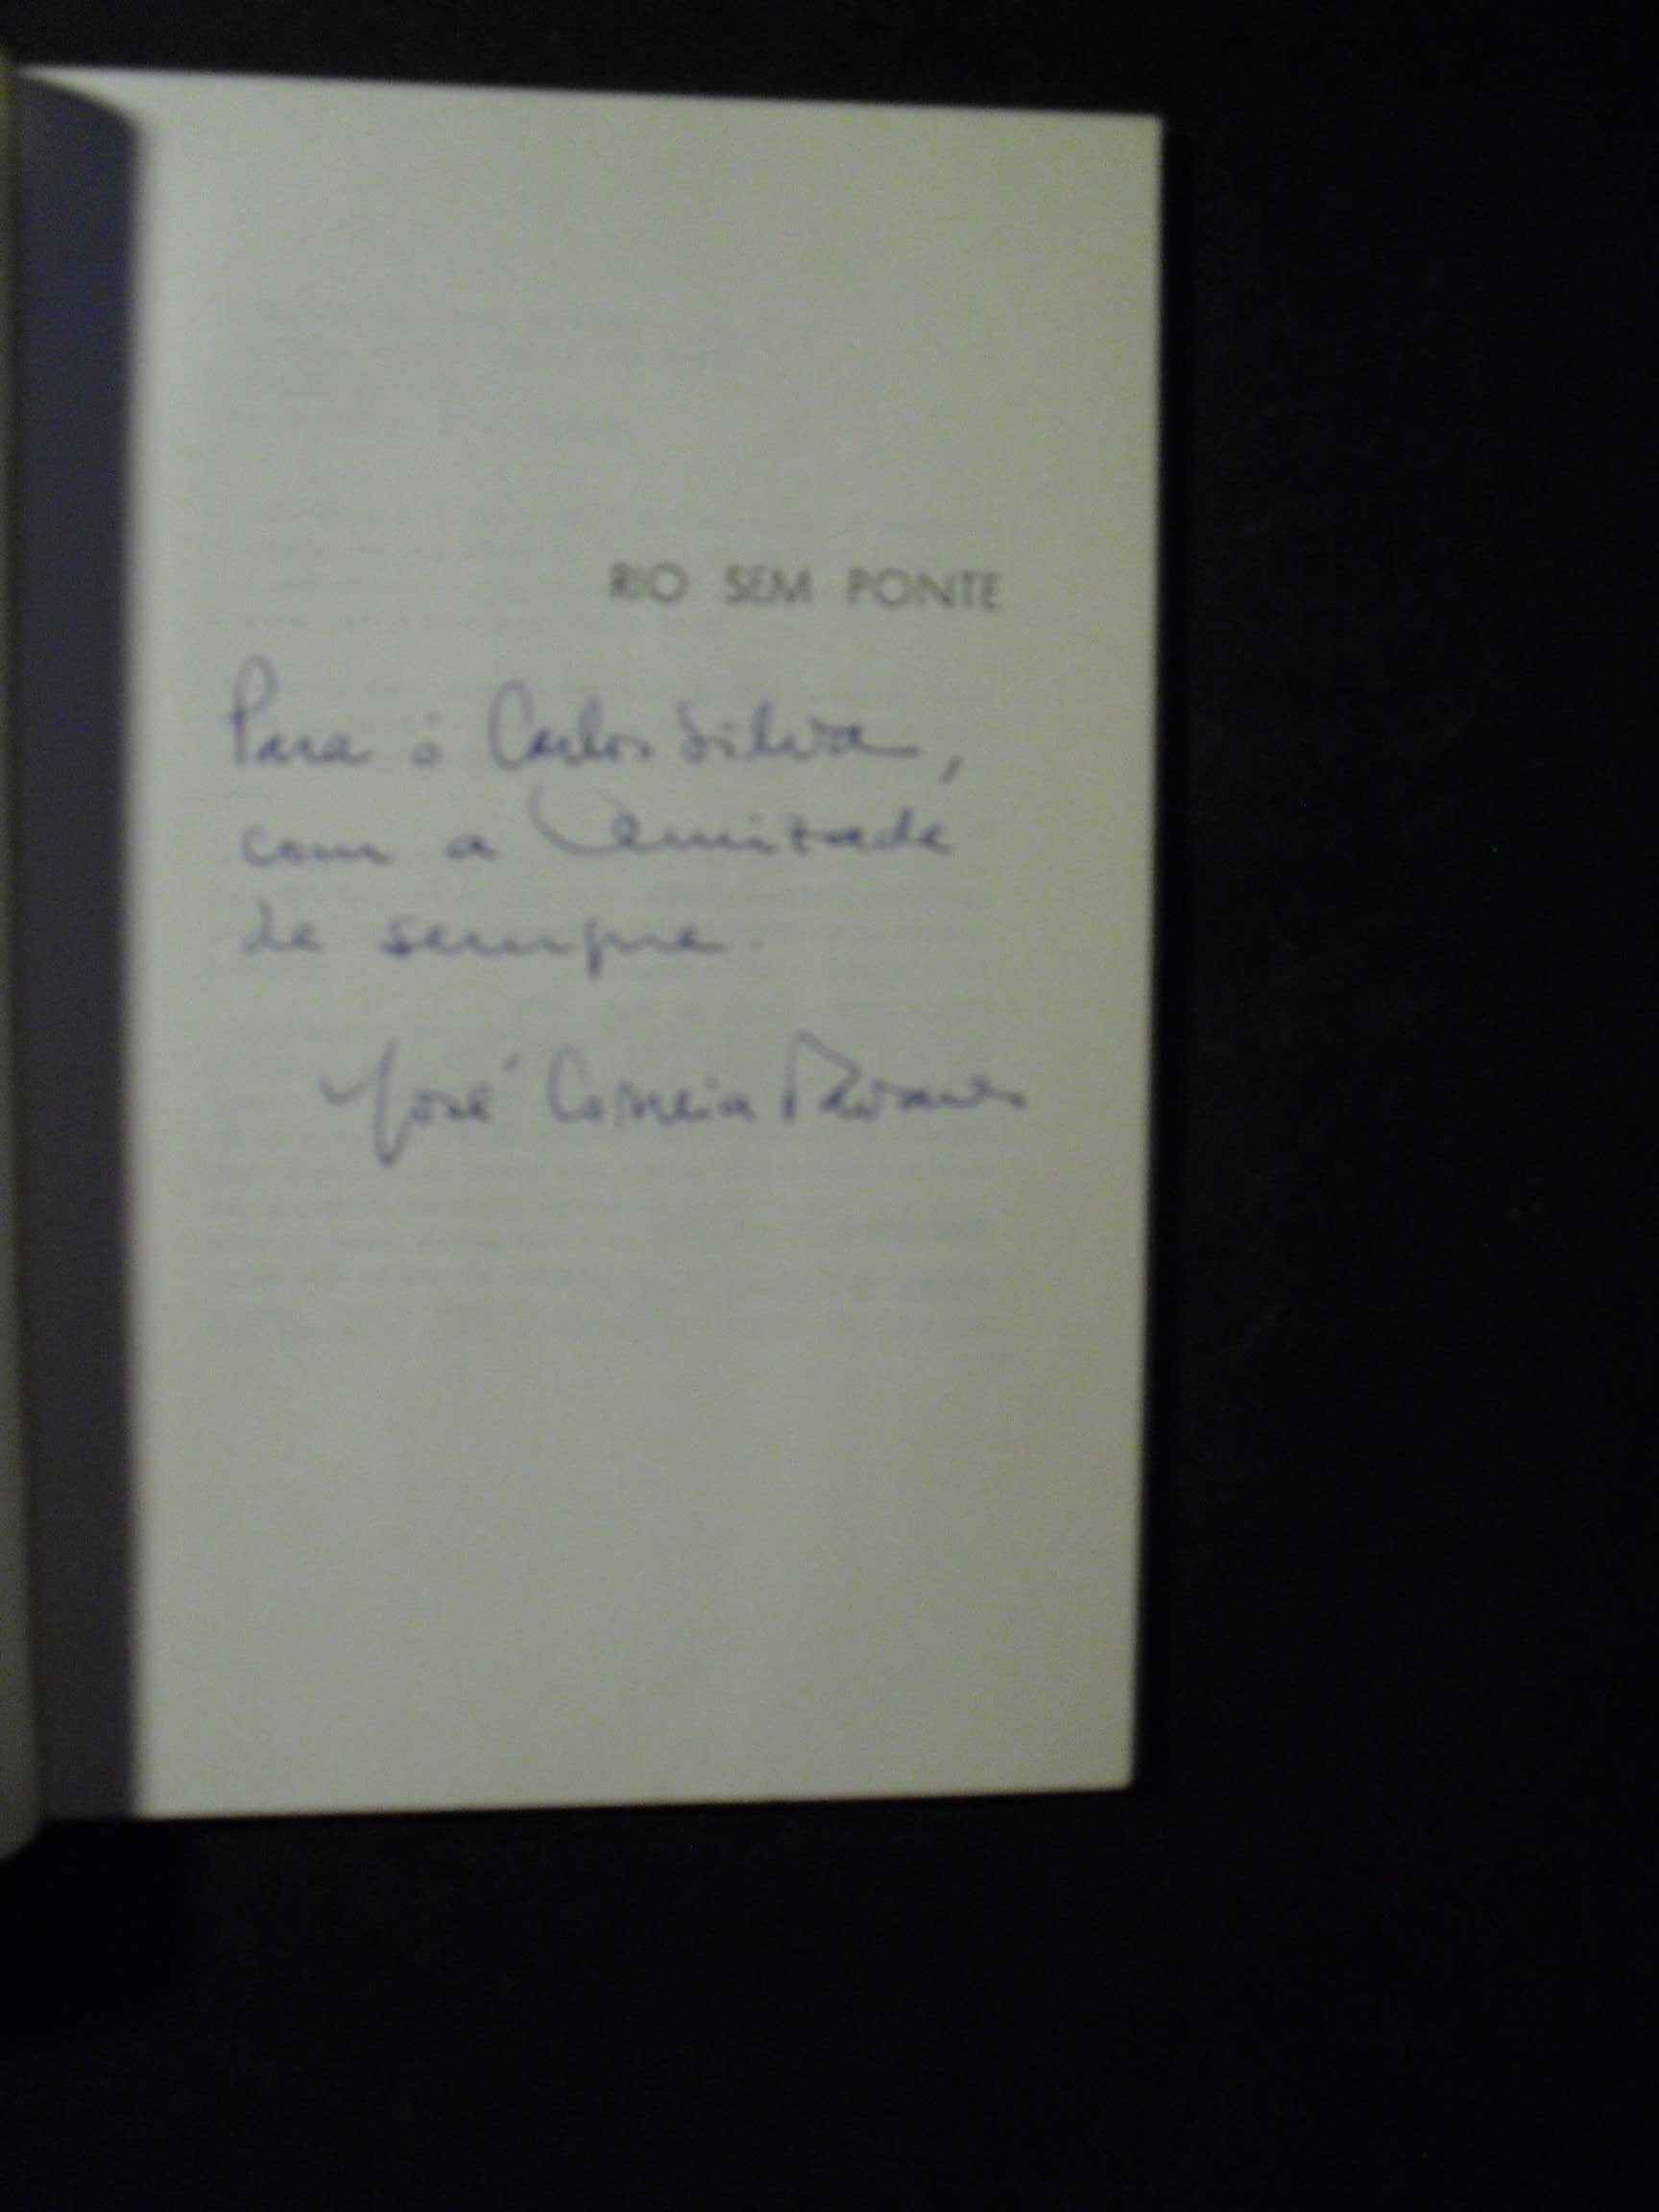 RIO SEM PONTE
Para o Carlos Silva,
com a Amizade
de sempre.
José Correia Tavares